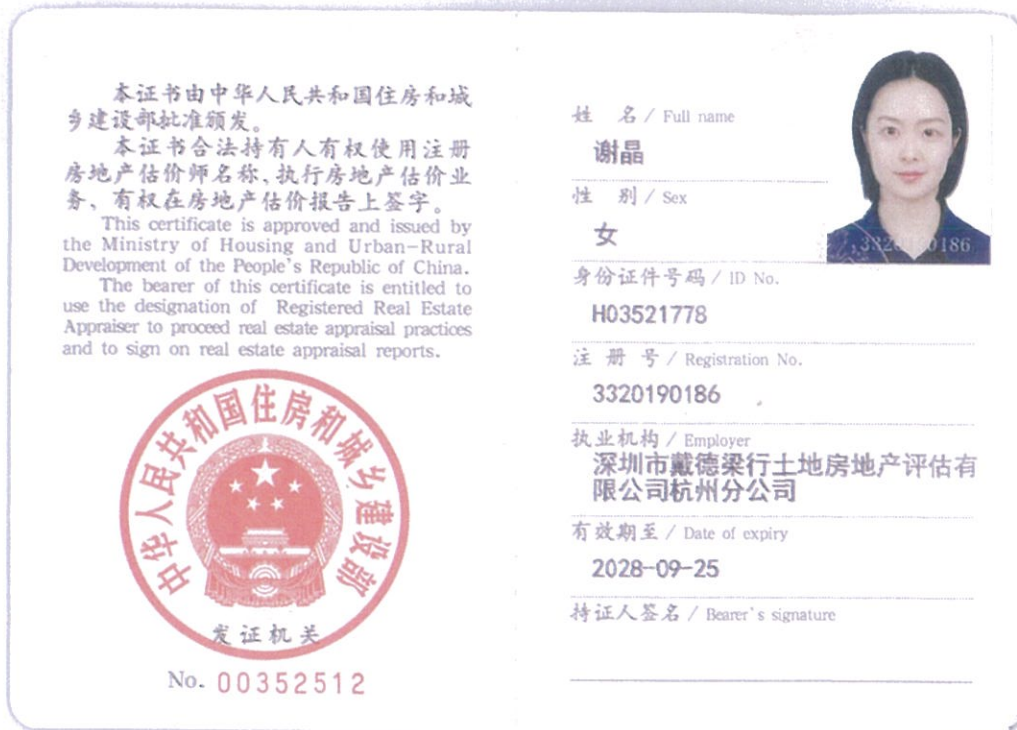 本证书由中华人民共和国住房和城
乡建设部批准颁发。
本证书合法持有人有权使用注册
房地产估价师名称、执行房地产估价业
务、有权在房地产估价报告上签字。
This certificate is approved and issued by
the Ministry of Housing and Urban-Rural
Development of the People's Republic of China.
The bearer of this certificate is entitled to
use the designation of Registered Real Estate
Appraiser to proceed real estate appraisal practices
and to sign on real estate appraisal reports.
中华人民共和国住房和城乡建设部
发证机关
No. 00352512
姓 名 / Full name
谢晶
性 别 / Sex
女
身份证件号码 / ID No.
H03521778
注 册 号 / Registration No.
3320190186
执业机构 / Employer
深圳市戴德梁行土地房地产评估有
限公司杭州分公司
有效期至 / Date of expiry
2028-09-25
持证人签名 / Bearer's signature
3320190186